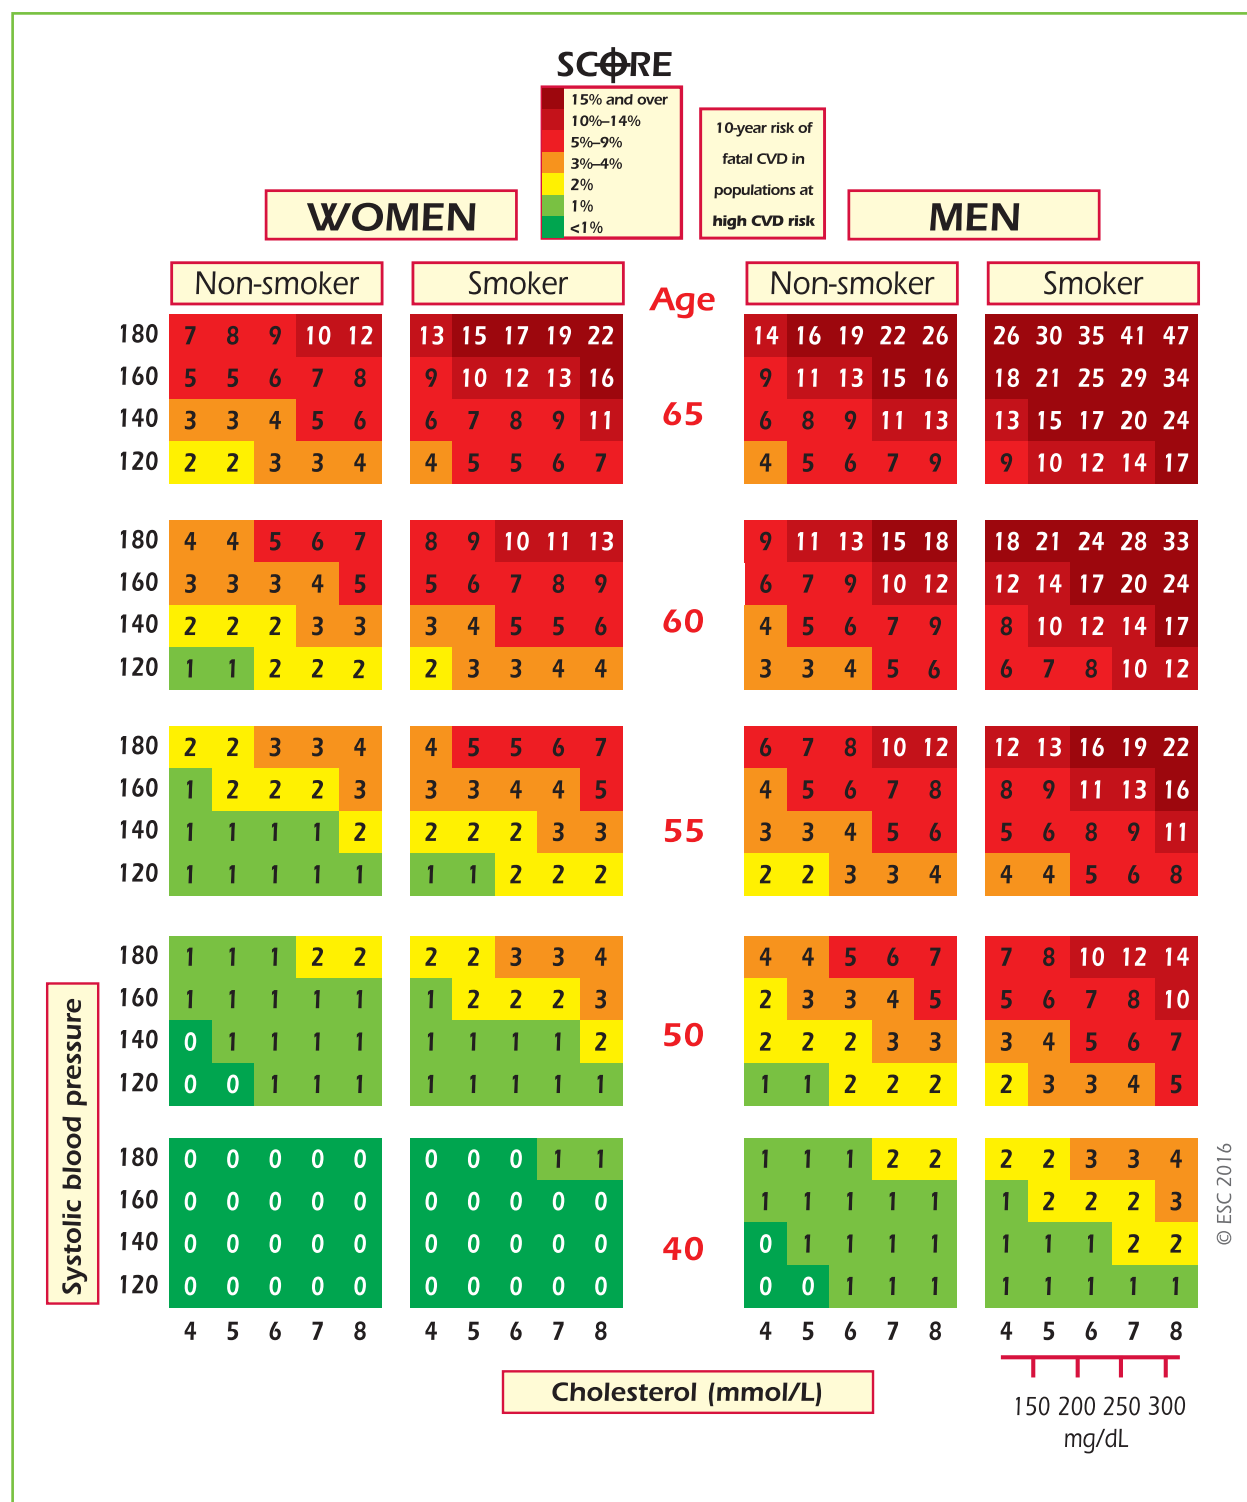 SCORE
15% and over
10%–14%
5%–9%
3%–4%
2%
1%
<1%
10-year risk of
fatal CVD in
populations at
high CVD risk
WOMEN
MEN
Non-smoker Smoker Age Non-smoker Smoker
180 7 8 9 10 12 13 15 17 19 22 14 16 19 22 26 26 30 35 41 47
160 5 5 6 7 8 9 10 12 13 16 9 11 13 15 16 18 21 25 29 34
65
140 3 3 4 5 6 6 7 8 9 11 6 8 9 11 13 13 15 17 20 24
120 2 2 3 3 4 4 5 5 6 7 4 5 6 7 9 9 10 12 14 17
180 4 4 5 6 7 8 9 10 11 13 9 11 13 15 18 18 21 24 28 33
160 3 3 3 4 5 5 6 7 8 9 6 7 9 10 12 12 14 17 20 24
60
140 2 2 2 3 3 3 4 5 5 6 4 5 6 7 9 8 10 12 14 17
120 1 1 2 2 2 2 3 3 4 4 3 3 4 5 6 6 7 8 10 12
180 2 2 3 3 4 4 5 5 6 7 6 7 8 10 12 12 13 16 19 22
160 1 2 2 2 3 3 3 4 4 5 4 5 6 7 8 8 9 11 13 16
55
140 1 1 1 1 2 2 2 2 3 3 3 3 4 5 6 5 6 8 9 11
120 1 1 1 1 1 1 1 2 2 2 2 2 3 3 4 4 4 5 6 8
180 1 1 1 2 2 2 2 3 3 4 4 4 5 6 7 7 8 10 12 14
160 1 1 1 1 1 1 2 2 2 3 2 3 3 4 5 5 6 7 8 10
50
140 0 1 1 1 1 1 1 1 1 2 2 2 2 3 3 3 4 5 6 7
120 0 0 1 1 1 1 1 1 1 1 1 1 2 2 2 2 3 3 4 5
180 0 0 0 0 0 0 0 0 1 1 1 1 1 2 2 2 2 3 3 4
160 0 0 0 0 0 0 0 0 0 0 1 1 1 1 1 1 2 2 2 3
40
140 0 0 0 0 0 0 0 0 0 0 0 1 1 1 1 1 1 1 2 2
120 0 0 0 0 0 0 0 0 0 0 0 0 1 1 1 1 1 1 1 1
4 5 6 7 8 4 5 6 7 8 4 5 6 7 8 4 5 6 7 8
Systolic blood pressure
Cholesterol (mmol/L)
150 200 250 300
mg/dL
© ESC 2016